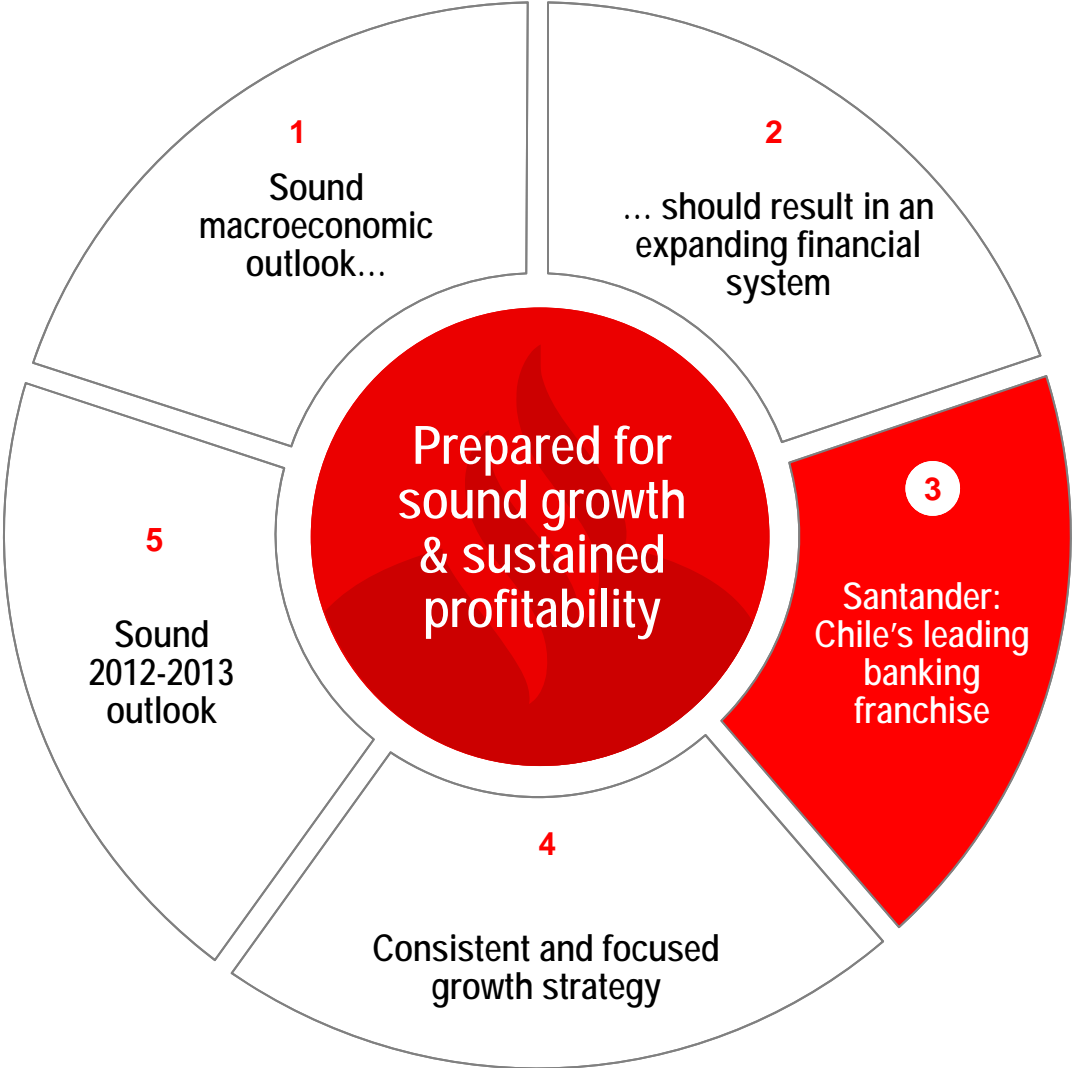 1
Sound
macroeconomic
outlook…
2
… should result in an
expanding financial
system
3
Santander:
Chile’s leading
banking
franchise
4
Consistent and focused
growth strategy
5
Sound
2012-2013
outlook
Prepared for
sound growth
& sustained
profitability